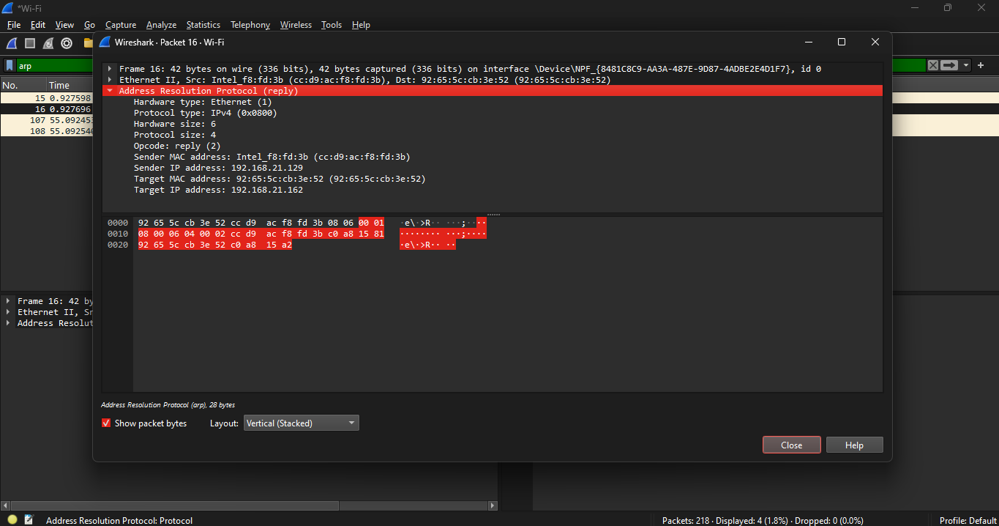 *Wi-Fi
File Edit View Go Capture Analyze Statistics Telephony Wireless Tools Help
Wireshark · Packet 16 · Wi-Fi
arp
No. Time
15 0.927598
16 0.927696
107 55.09245
108 55.09254
Frame 16: 42 bytes on wire (336 bits), 42 bytes captured (336 bits) on interface \Device\NPF_{8481C8C9-AA3A-487E-9D87-4ADBE2E4D1F7}, id 0
Ethernet II, Src: Intel_f8:fd:3b (cc:d9:ac:f8:fd:3b), Dst: 92:65:5c:cb:3e:52 (92:65:5c:cb:3e:52)
Address Resolution Protocol (reply)
Hardware type: Ethernet (1)
Protocol type: IPv4 (0x0800)
Hardware size: 6
Protocol size: 4
Opcode: reply (2)
Sender MAC address: Intel_f8:fd:3b (cc:d9:ac:f8:fd:3b)
Sender IP address: 192.168.21.129
Target MAC address: 92:65:5c:cb:3e:52 (92:65:5c:cb:3e:52)
Target IP address: 192.168.21.162
0000 92 65 5c cb 3e 52 cc d9 ac f8 fd 3b 08 06 00 01 ·e\·>R·· ···;····
0010 08 00 06 04 00 02 cc d9 ac f8 fd 3b c0 a8 15 81 ········ ···;····
0020 92 65 5c cb 3e 52 c0 a8 15 a2 ·e\·>R·· ··
Frame 16: 42 by
Ethernet II, Sr
Address Resolut
Address Resolution Protocol (arp), 28 bytes
Show packet bytes Layout: Vertical (Stacked)
Close Help
Address Resolution Protocol: Protocol
Packets: 218 · Displayed: 4 (1.8%) · Dropped: 0 (0.0%)
Profile: Default